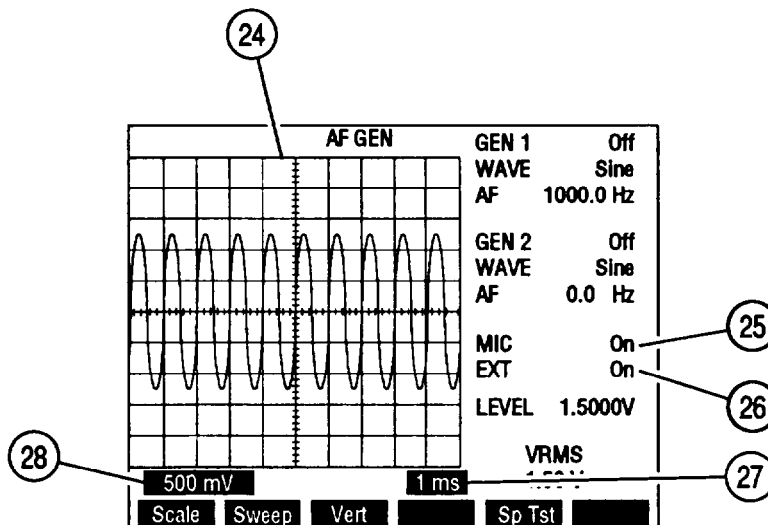 24
AF GEN
GEN 1 Off
WAVE Sine
AF 1000.0 Hz
GEN 2 Off
WAVE Sine
AF 0.0 Hz
MIC On
25
EXT On
26
LEVEL 1.5000V
VRMS
28
500 mV
1 ms
27
Scale Sweep Vert Sp Tst